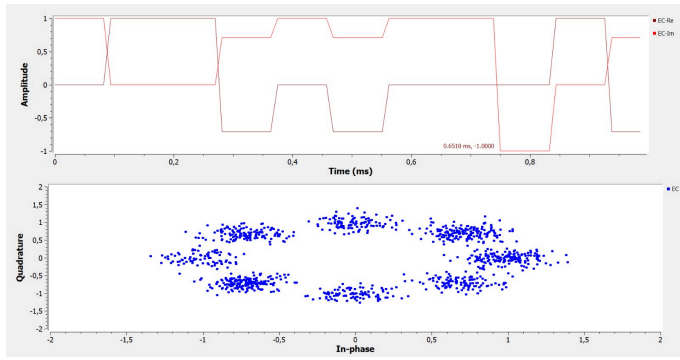 EC-Re
EC-Im
Amplitude
1
0,5
0
-0,5
-1
0.6510 ms, -1.0000
0 0,2 0,4 0,6 0,8
Time (ms)
EC
Quadrature
2
1,5
1
0,5
0
-0,5
-1
-1,5
-2
-2 -1,5 -1 -0,5 0 0,5 1 1,5 2
In-phase